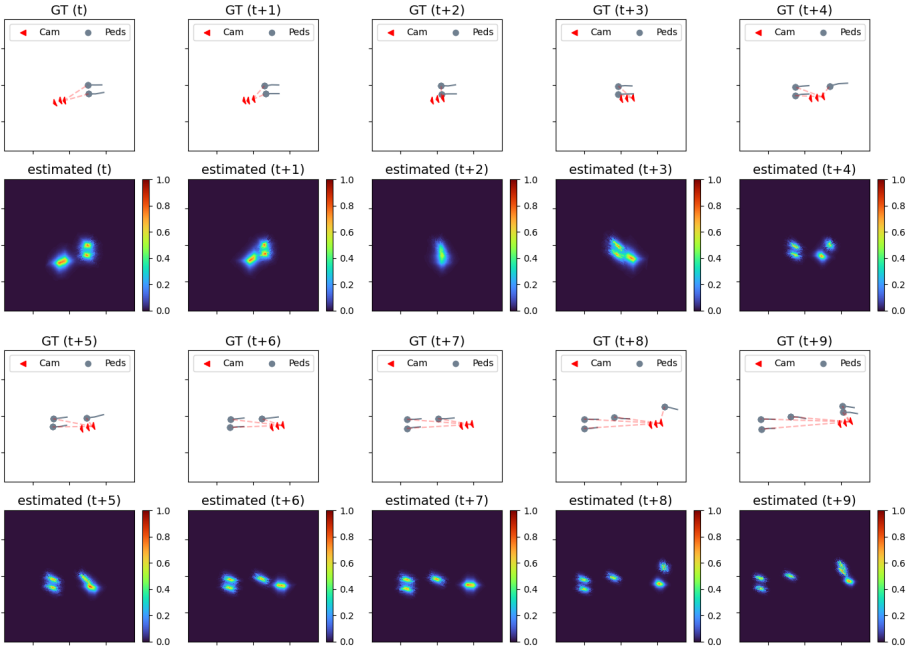 GT (t) GT (t+1) GT (t+2) GT (t+3) GT (t+4)
Cam Peds Cam Peds Cam Peds Cam Peds Cam Peds
estimated (t) estimated (t+1) estimated (t+2) estimated (t+3) estimated (t+4)
1.0 1.0 1.0 1.0 1.0
0.8 0.8 0.8 0.8 0.8
0.6 0.6 0.6 0.6 0.6
0.4 0.4 0.4 0.4 0.4
0.2 0.2 0.2 0.2 0.2
0.0 0.0 0.0 0.0 0.0
GT (t+5) GT (t+6) GT (t+7) GT (t+8) GT (t+9)
Cam Peds Cam Peds Cam Peds Cam Peds Cam Peds
estimated (t+5) estimated (t+6) estimated (t+7) estimated (t+8) estimated (t+9)
1.0 1.0 1.0 1.0 1.0
0.8 0.8 0.8 0.8 0.8
0.6 0.6 0.6 0.6 0.6
0.4 0.4 0.4 0.4 0.4
0.2 0.2 0.2 0.2 0.2
0.0 0.0 0.0 0.0 0.0